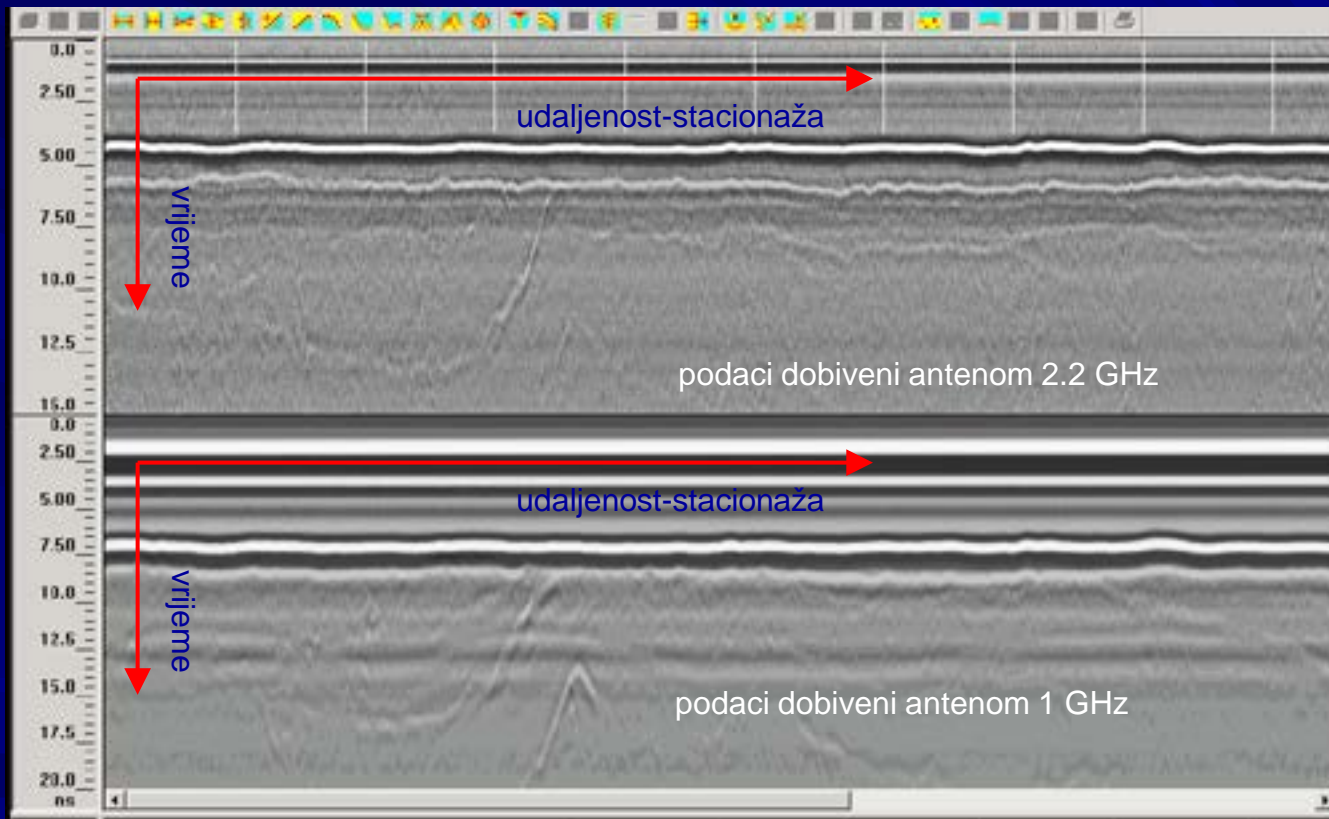 0.0
2.50
udaljenost-stacionaža
5.00
vrijeme
7.50
10.0
12.5
podaci dobiveni antenom 2.2 GHz
15.0
0.0
2.50
udaljenost-stacionaža
5.00
7.50
vrijeme
10.0
12.5
15.0
podaci dobiveni antenom 1 GHz
17.5
20.0
ns